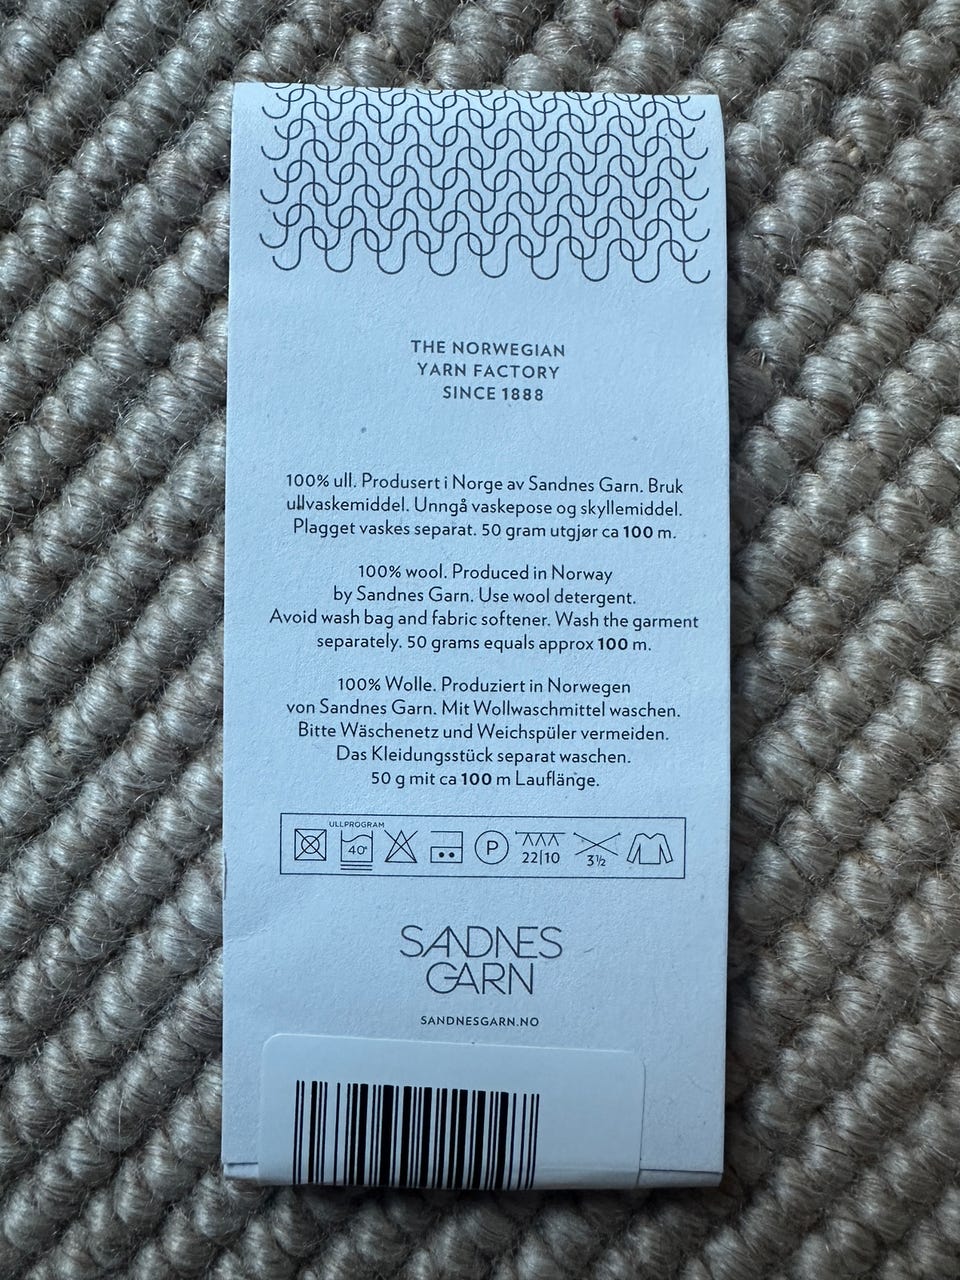 THE NORWEGIAN
YARN FACTORY
SINCE 1888
100% ull. Produsert i Norge av Sandnes Garn. Bruk
ullvaskemiddel. Unngå vaskepose og skyllemiddel.
Plagget vaskes separat. 50 gram utgjør ca 100 m.
100% wool. Produced in Norway
by Sandnes Garn. Use wool detergent.
Avoid wash bag and fabric softener. Wash the garment
separately. 50 grams equals approx 100 m.
100% Wolle. Produziert in Norwegen
von Sandnes Garn. Mit Wollwaschmittel waschen.
Bitte Wäschenetz und Weichspüler vermeiden.
Das Kleidungsstück separat waschen.
50 g mit ca 100 m Lauflänge.
ULLPROGRAM
40° P 22|10 3½
SANDNES
GARN
SANDNESGARN.NO